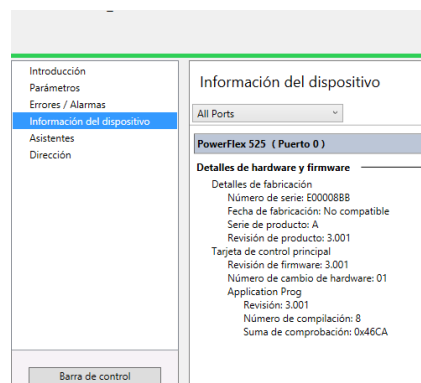 Introducción
Parámetros
Errores / Alarmas
Información del dispositivo
Asistentes
Dirección
Barra de control
Información del dispositivo
All Ports
PowerFlex 525 ( Puerto 0 )
Detalles de hardware y firmware
Detalles de fabricación
Número de serie: E00008BB
Fecha de fabricación: No compatible
Serie de producto: A
Revisión de producto: 3.001
Tarjeta de control principal
Revisión de firmware: 3.001
Número de cambio de hardware: 01
Application Prog
Revisión: 3.001
Número de compilación: 8
Suma de comprobación: 0x46CA